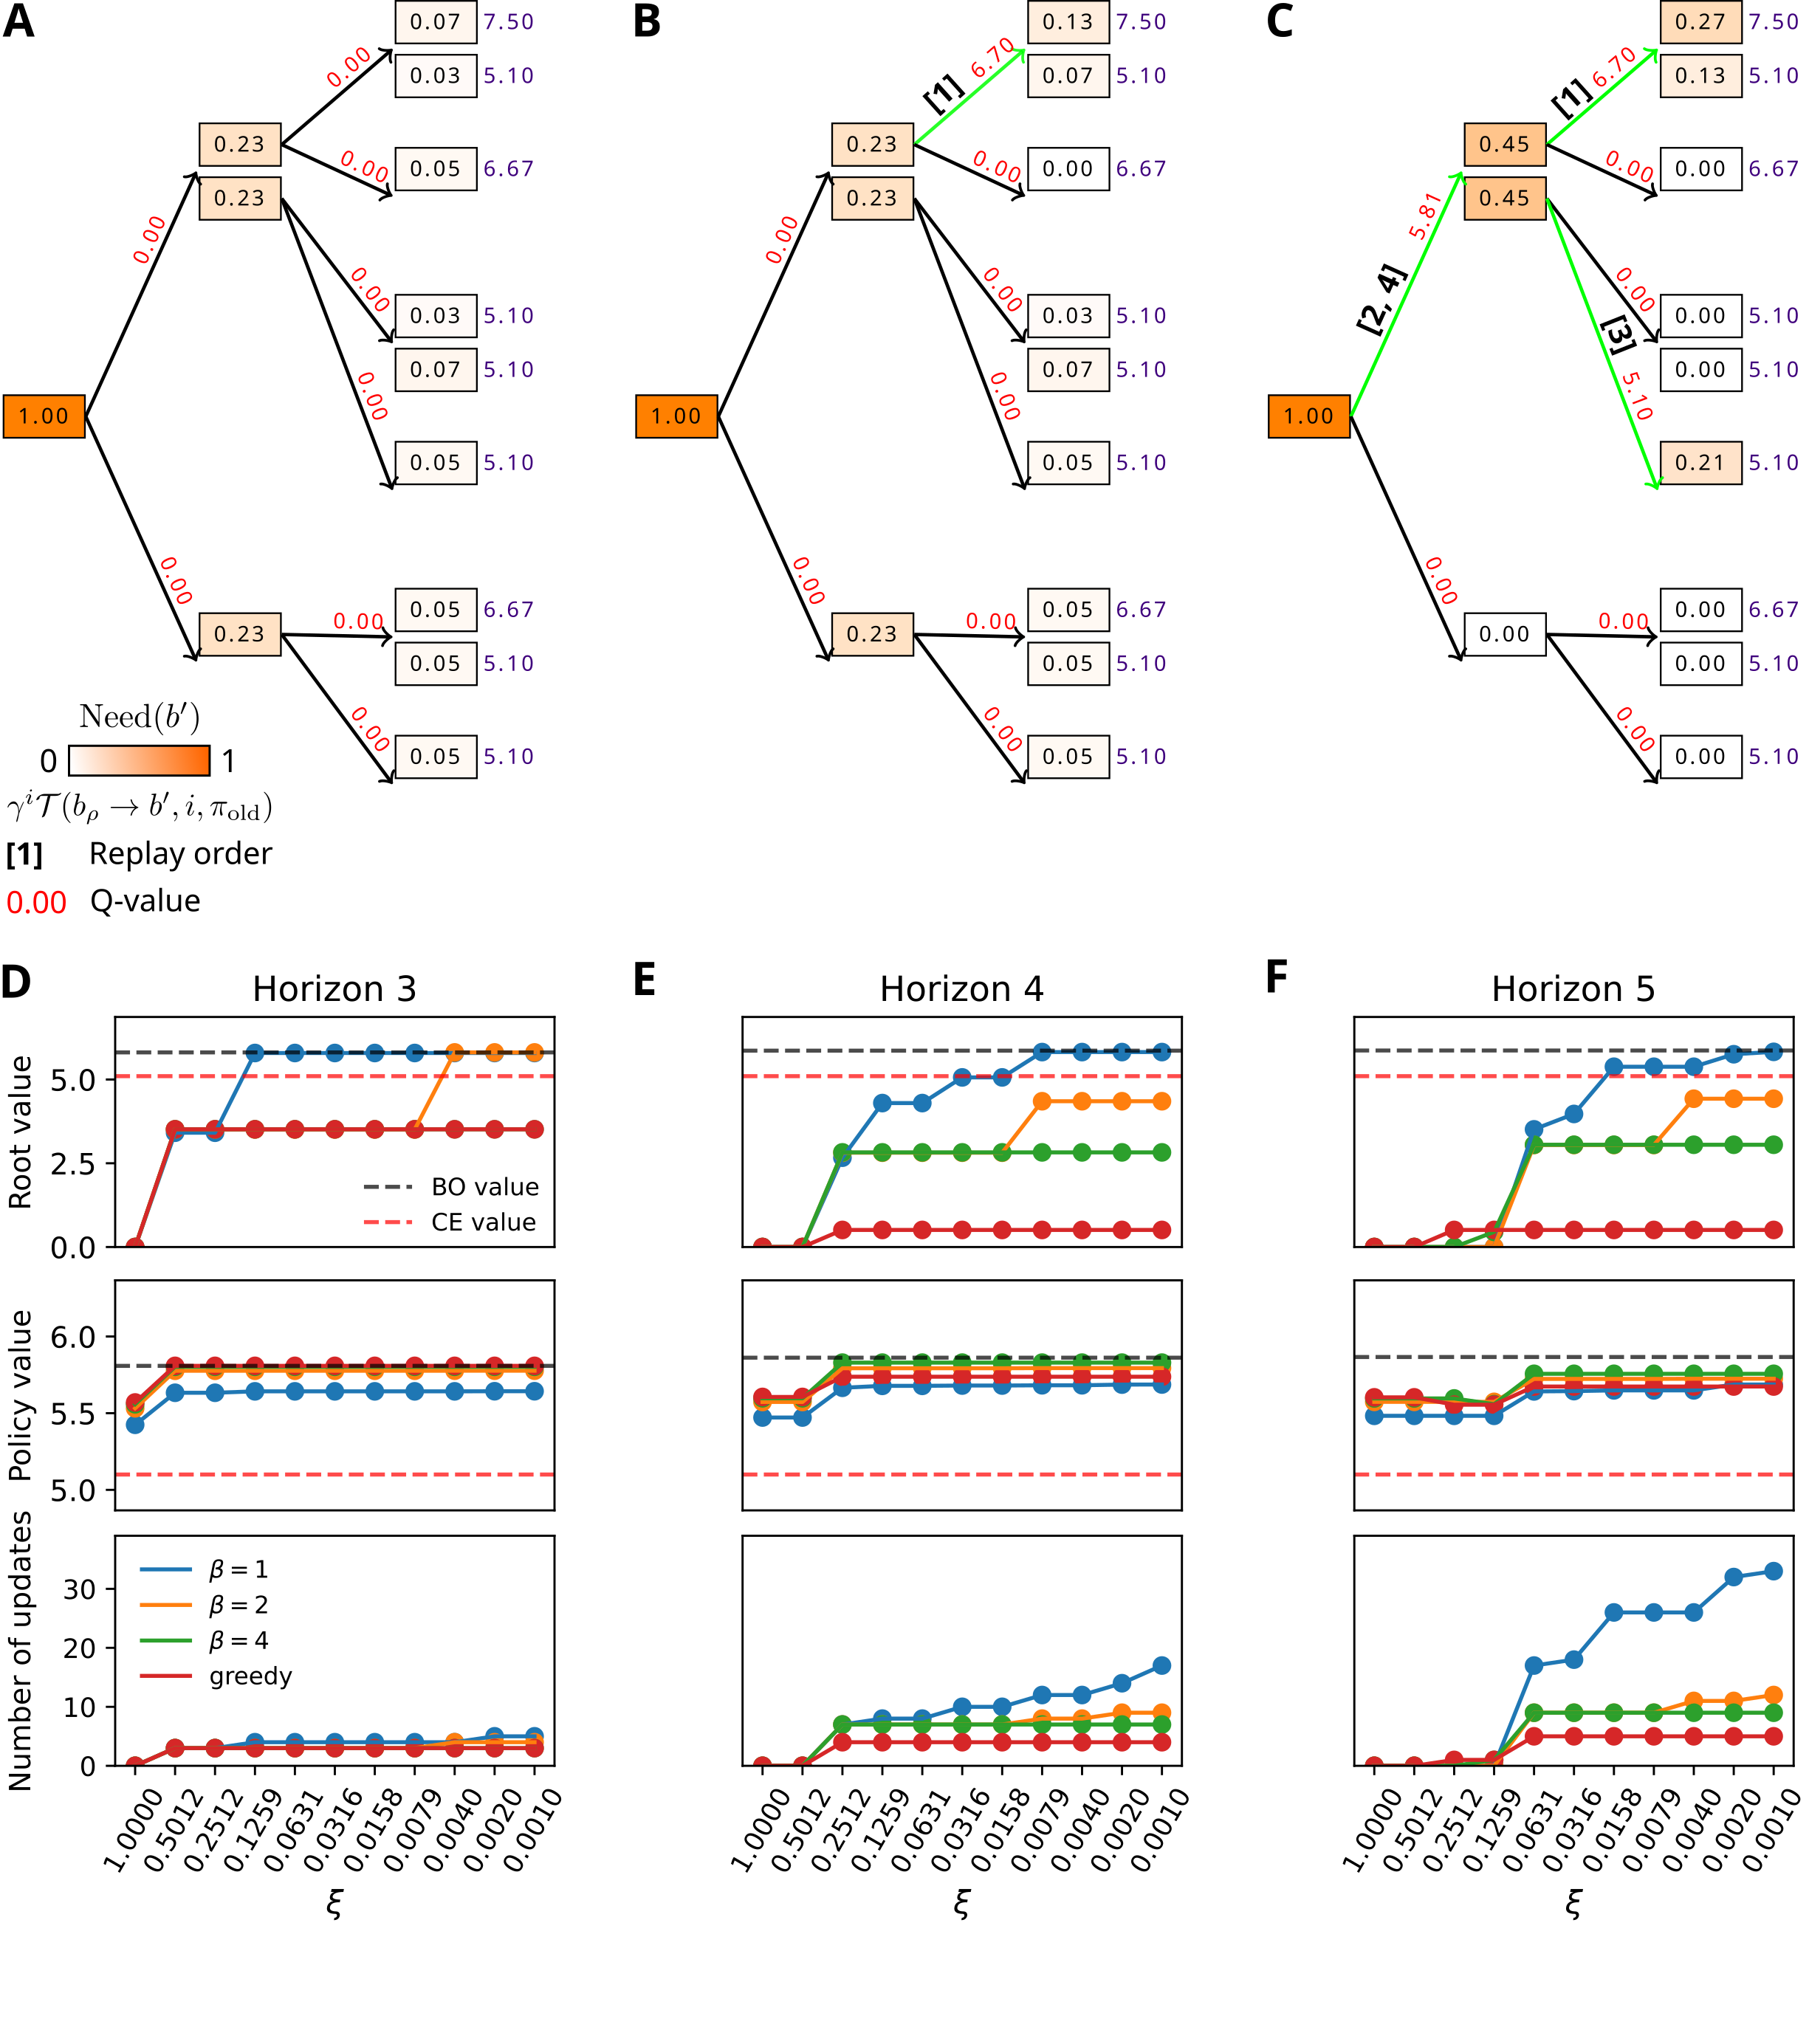 A
B
C
0.07 7.50
0.03 5.10
0.00
0.23
0.00
0.05 6.67
0.23
0.00
0.00
0.03 5.10
0.07 5.10
0.00
1.00
0.05 5.10
0.00
0.05 6.67
0.00
0.23
0.05 5.10
0.00
0.05 5.10
0.13 7.50
6.70
[1]
0.07 5.10
0.23
0.00
0.00 6.67
0.23
0.00
0.00
0.03 5.10
0.07 5.10
0.00
1.00
0.05 5.10
0.00
0.05 6.67
0.00
0.23
0.05 5.10
0.00
0.05 5.10
0.27 7.50
6.70
[1]
0.13 5.10
0.45
0.00
0.00 6.67
0.45
5.81
[2, 4]
0.00
0.00 5.10
[3]
0.00 5.10
5.10
1.00
0.21 5.10
0.00
0.00 6.67
0.00
0.00
0.00 5.10
0.00
0.00 5.10
Need(b′)
0 1
γⁱ𝒯(b_ρ → b′, i, π_old)
[1] Replay order
0.00 Q-value
D
Horizon 3
E
Horizon 4
F
Horizon 5
Root value
5.0
2.5
0.0
BO value
CE value
Policy value
6.0
5.5
5.0
Number of updates
30
20
10
0
β = 1
β = 2
β = 4
greedy
1.0000 0.5012 0.2512 0.1259 0.0631 0.0316 0.0158 0.0079 0.0040 0.0020 0.0010
ξ
1.0000 0.5012 0.2512 0.1259 0.0631 0.0316 0.0158 0.0079 0.0040 0.0020 0.0010
ξ
1.0000 0.5012 0.2512 0.1259 0.0631 0.0316 0.0158 0.0079 0.0040 0.0020 0.0010
ξ